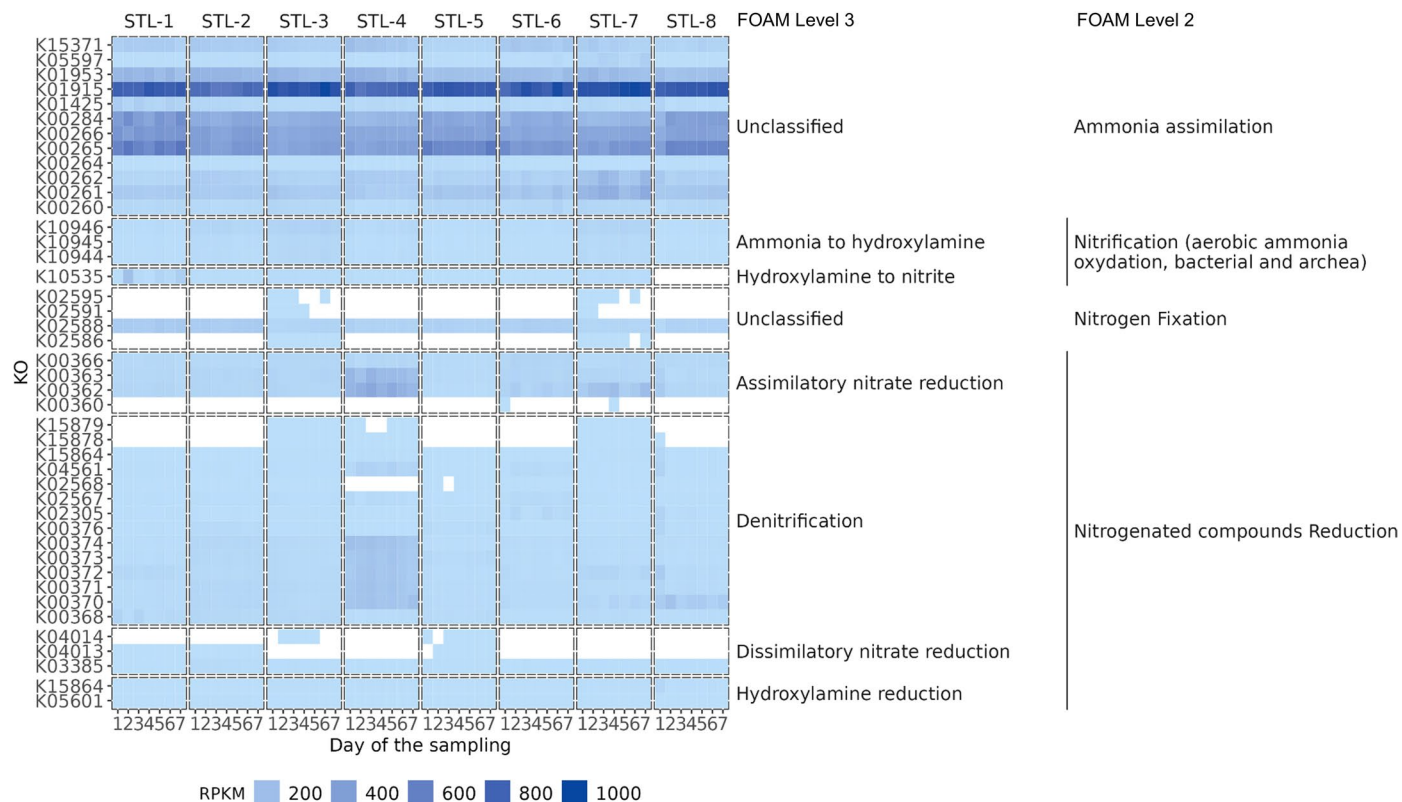 STL-1 STL-2 STL-3 STL-4 STL-5 STL-6 STL-7 STL-8 FOAM Level 3 FOAM Level 2
K15371
K05597
K01953
K01915
K01425
K00284
K00266 Unclassified Ammonia assimilation
K00265
K00264
K00262
K00261
K00260
K10946
K10945 Ammonia to hydroxylamine Nitrification (aerobic ammonia
K10944 oxydation, bacterial and archea)
K10535 Hydroxylamine to nitrite
K02595
K02591
K02588 Unclassified Nitrogen Fixation
K02586
K00366
K00363
K00362 Assimilatory nitrate reduction
K00360
K15879
K15878
K15864
K04561
K02568
K02567
K02305
K00376 Denitrification
K00374 Nitrogenated compounds Reduction
K00373
K00372
K00371
K00370
K00368
K04014
K04013 Dissimilatory nitrate reduction
K03385
K15864 Hydroxylamine reduction
K05601
KO
1234567 1234567 1234567 1234567 1234567 1234567 1234567 1234567
Day of the sampling
RPKM 200 400 600 800 1000